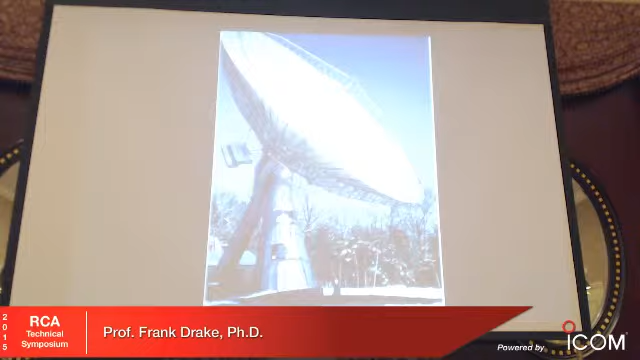 2015
RCA
Technical
Symposium
Prof. Frank Drake, Ph.D.
Powered by
ICOM